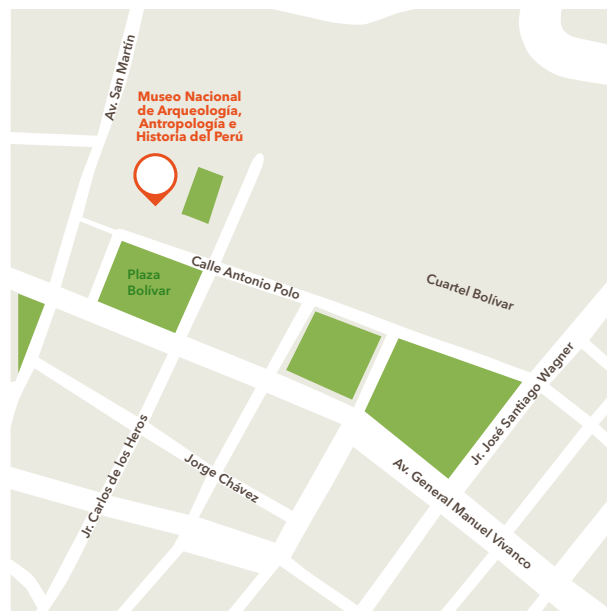 Av. San Martín
Museo Nacional
de Arqueología,
Antropología e
Historia del Perú
Plaza
Bolívar
Calle Antonio Polo
Cuartel Bolívar
Jr. José Santiago Wagner
Jr. Carlos de los Heros
Jorge Chávez
Av. General Manuel Vivanco